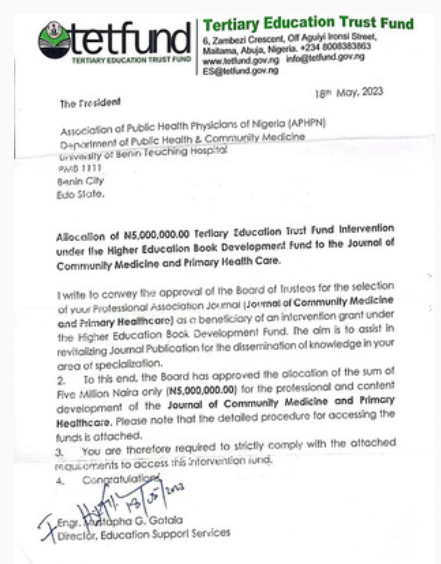 tetfund
TERTIARY EDUCATION TRUST FUND
Tertiary Education Trust Fund
6, Zambezi Crescent, Off Aguiyi Ironsi Street,
Maitama, Abuja, Nigeria. +234 8008383863
www.tetfund.gov.ng info@tetfund.gov.ng
ES@tetfund.gov.ng
18th May, 2023
The President
Association of Public Health Physicians of Nigeria (APHPN)
Department of Public Health & Community Medicine
University of Benin Teaching Hospital
PMB 1111
Benin City
Edo State.
Allocation of N5,000,000.00 Tertiary Education Trust Fund Intervention
under the Higher Education Book Development Fund to the Journal of
Community Medicine and Primary Health Care.
I write to convey the approval of the Board of Trustees for the selection
of your Professional Association Journal (Journal of Community Medicine
and Primary Healthcare) as a beneficiary of an intervention grant under
the Higher Education Book Development Fund. The aim is to assist in
revitalizing Journal Publication for the dissemination of knowledge in your
area of specialization.
2. To this end, the Board has approved the allocation of the sum of
Five Million Naira only (N5,000,000.00) for the professional and content
development of the Journal of Community Medicine and Primary
Healthcare. Please note that the detailed procedure for accessing the
funds is attached.
3. You are therefore required to strictly comply with the attached
requirements to access this intervention fund.
4. Congratulations
18/05/2023
Engr. Mustapha G. Gotala
Director, Education Support Services